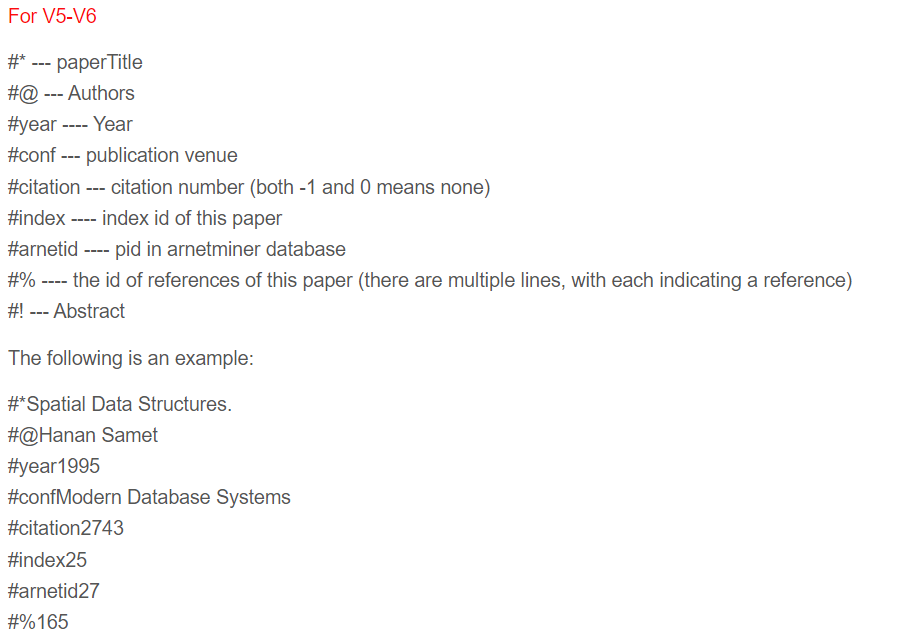 For V5-V6
#* --- paperTitle
#@ --- Authors
#year ---- Year
#conf --- publication venue
#citation --- citation number (both -1 and 0 means none)
#index ---- index id of this paper
#arnetid ---- pid in arnetminer database
#% ---- the id of references of this paper (there are multiple lines, with each indicating a reference)
#! --- Abstract
The following is an example:
#*Spatial Data Structures.
#@Hanan Samet
#year1995
#confModern Database Systems
#citation2743
#index25
#arnetid27
#%165